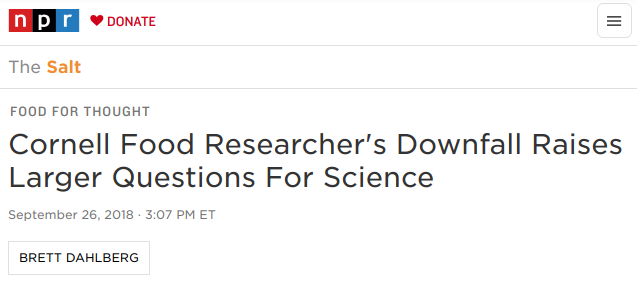 npr DONATE
The Salt
FOOD FOR THOUGHT
Cornell Food Researcher's Downfall Raises
Larger Questions For Science
September 26, 2018 · 3:07 PM ET
BRETT DAHLBERG